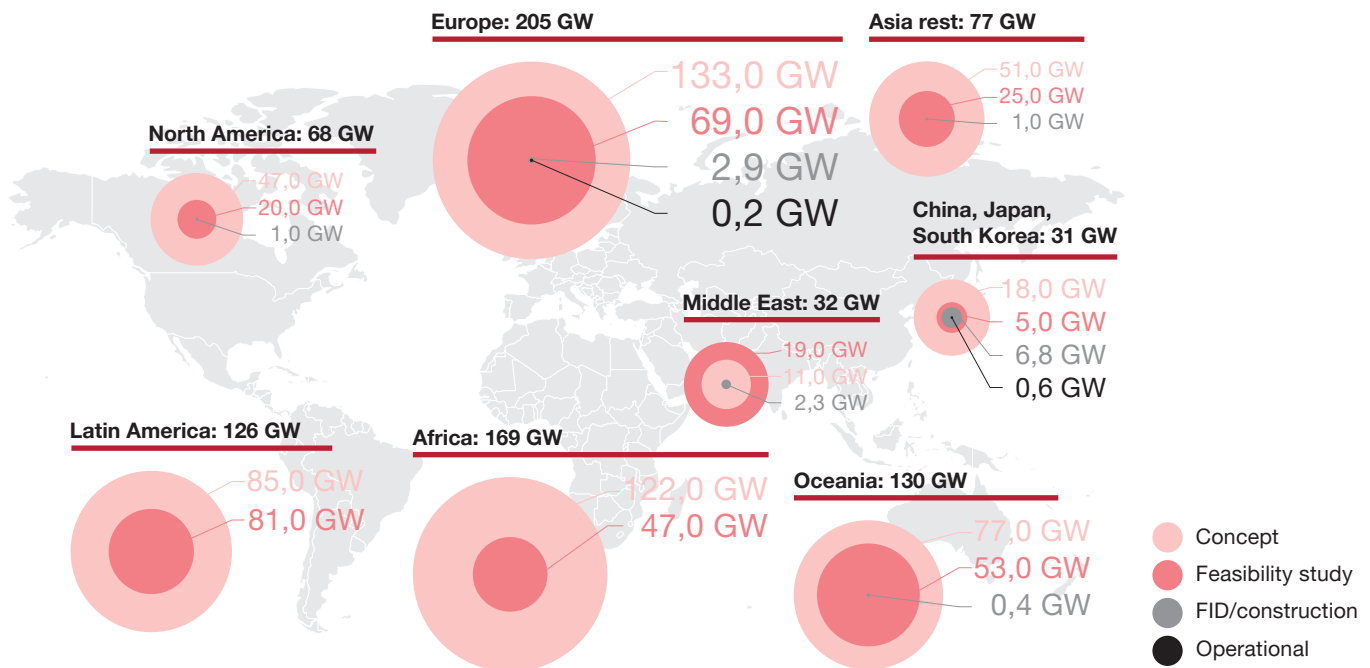 Europe: 205 GW
133,0 GW
69,0 GW
2,9 GW
0,2 GW
Asia rest: 77 GW
51,0 GW
25,0 GW
1,0 GW
North America: 68 GW
47,0 GW
20,0 GW
1,0 GW
China, Japan,
South Korea: 31 GW
18,0 GW
5,0 GW
6,8 GW
0,6 GW
Middle East: 32 GW
19,0 GW
11,0 GW
2,3 GW
Latin America: 126 GW
85,0 GW
81,0 GW
Africa: 169 GW
122,0 GW
47,0 GW
Oceania: 130 GW
77,0 GW
53,0 GW
0,4 GW
Concept
Feasibility study
FID/construction
Operational